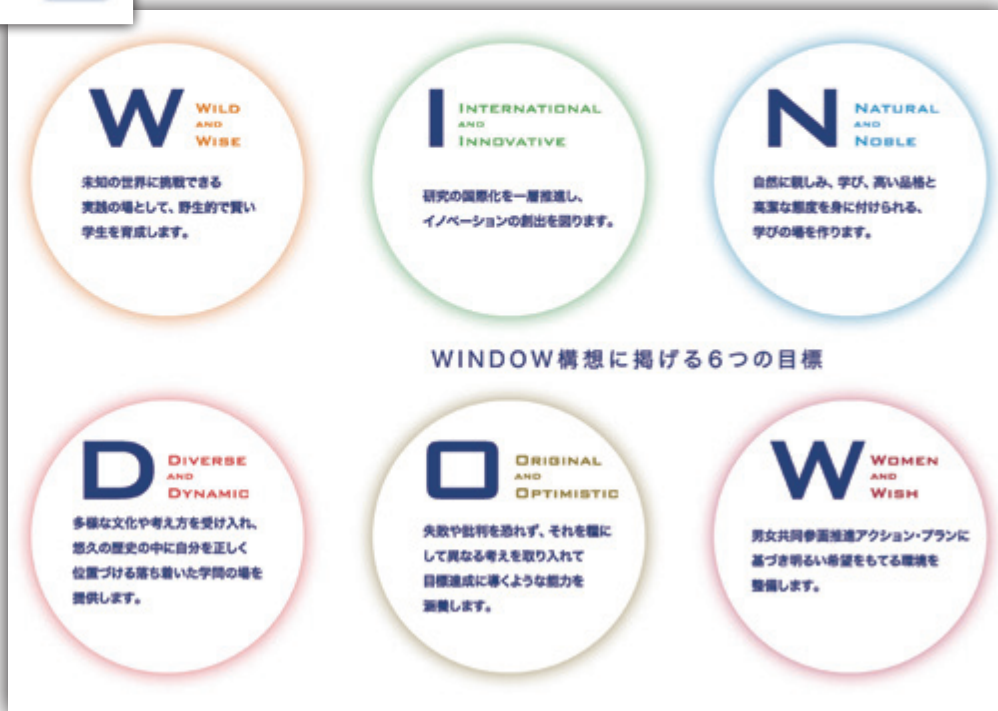 W
WILD
AND
WISE
未知の世界に挑戦できる
実践の場として、野生的で賢い
学生を育成します。
I
INTERNATIONAL
AND
INNOVATIVE
研究の国際化を一層推進し、
イノベーションの創出を図ります。
N
NATURAL
AND
NOBLE
自然に親しみ、学び、高い品格と
高潔な態度を身に付けられる、
学びの場を作ります。
WINDOW構想に掲げる6つの目標
D
DIVERSE
AND
DYNAMIC
多様な文化や考え方を受け入れ、
悠久の歴史の中に自分を正しく
位置づける落ち着いた学問の場を
提供します。
O
ORIGINAL
AND
OPTIMISTIC
失敗や批判を恐れず、それを糧に
して異なる考えを取り入れて
目標達成に導くような能力を
涵養します。
W
WOMEN
AND
WISH
男女共同参画推進アクション・プランに
基づき明るい希望をもてる環境を
整備します。